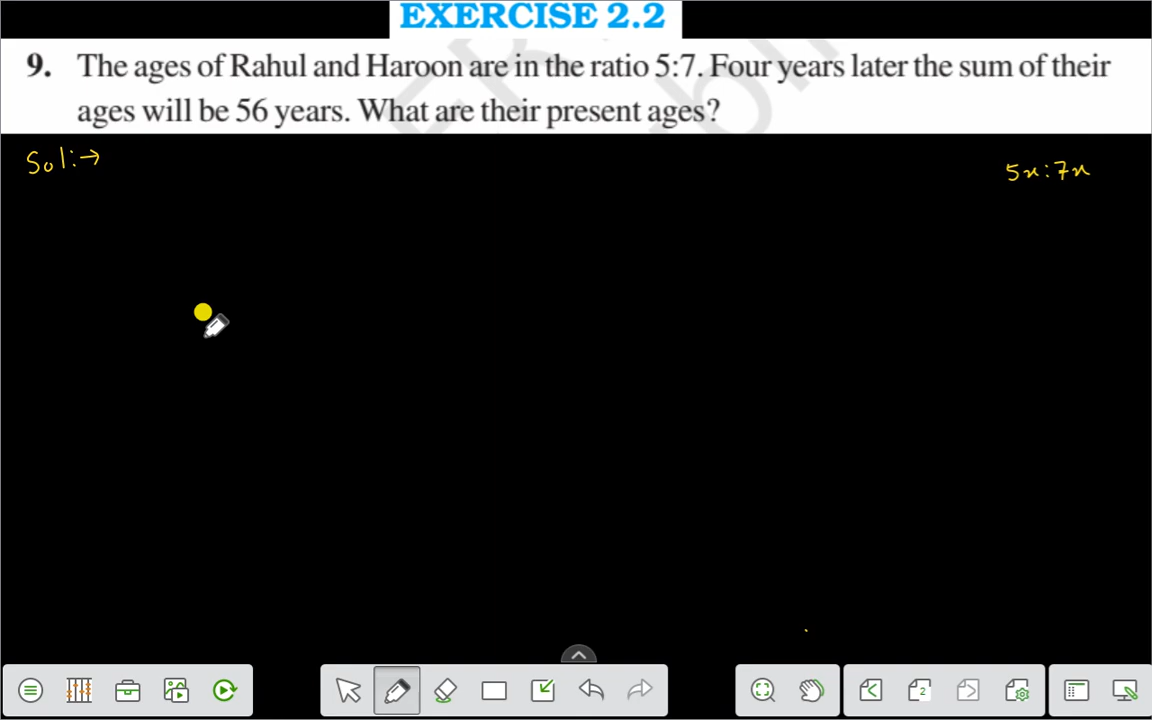 EXERCISE 2.2
9. The ages of Rahul and Haroon are in the ratio 5:7. Four years later the sum of their
ages will be 56 years. What are their present ages?
Sol:→
5x:7x
2